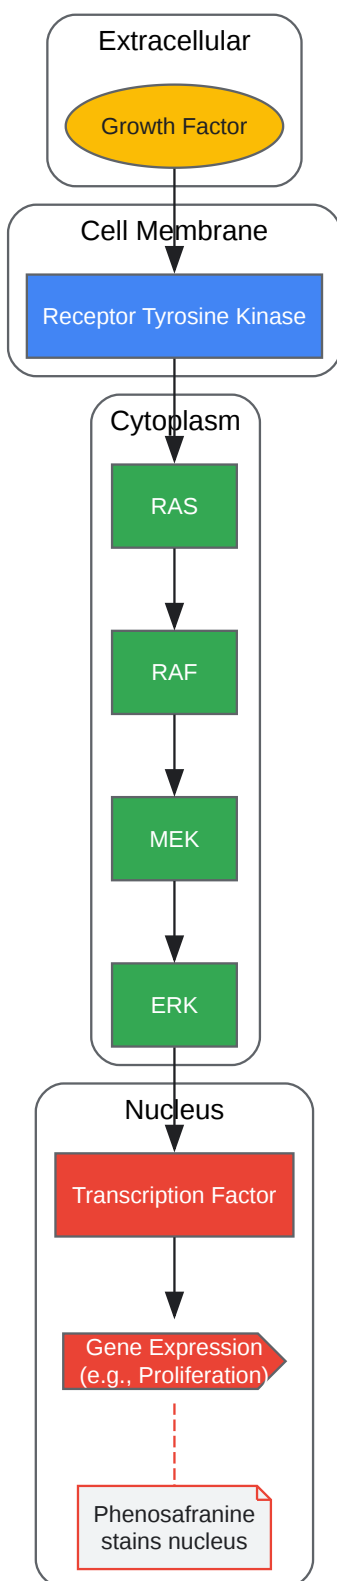 Extracellular
Growth Factor
Cell Membrane
Receptor Tyrosine Kinase
Cytoplasm
RAS
RAF
MEK
ERK
Nucleus
Transcription Factor
Gene Expression
(e.g., Proliferation)
Phenosafranine
stains nucleus